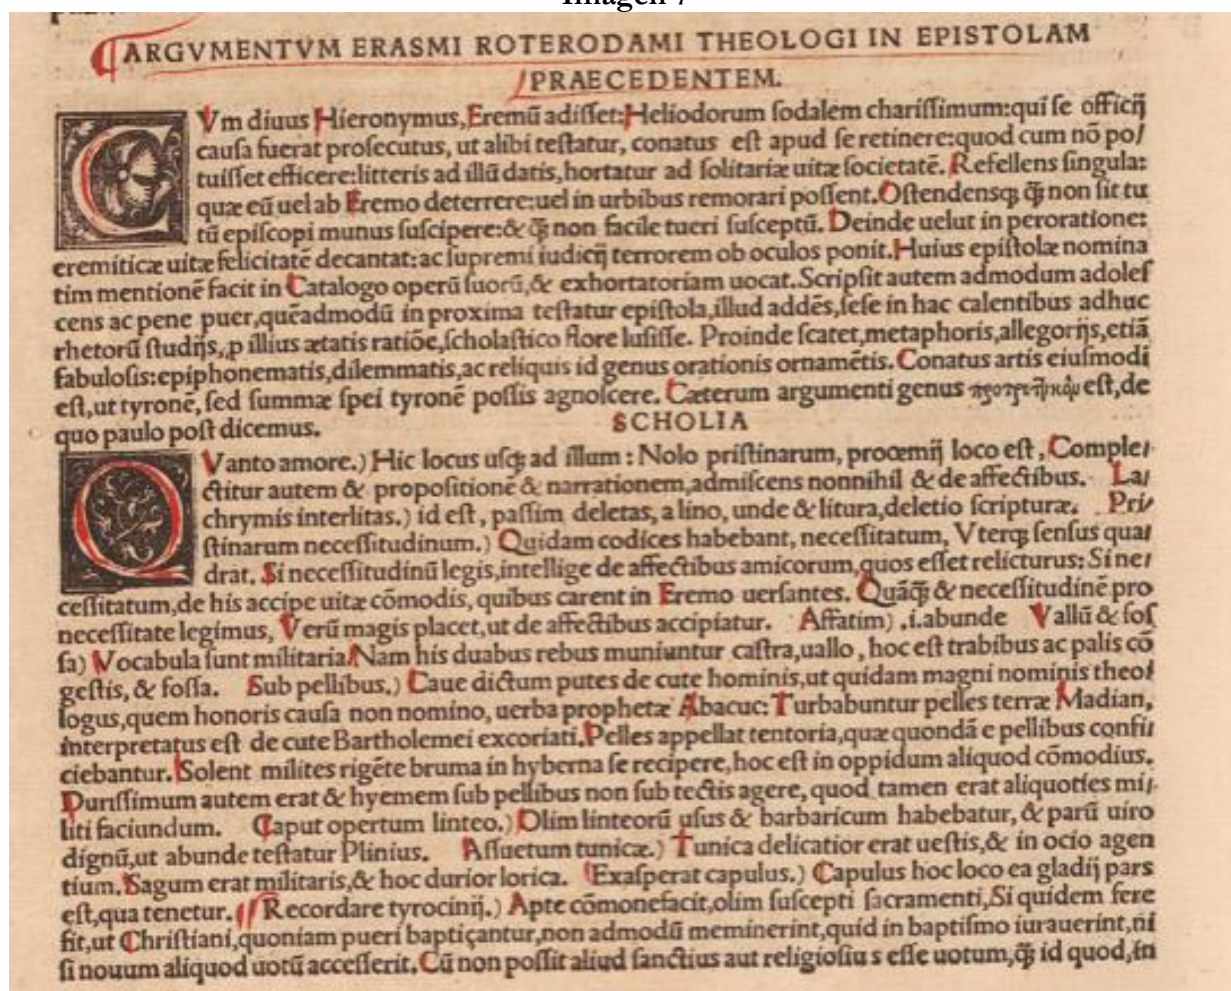 Imagen 7
¶ARGVMENTVM ERASMI ROTERODAMI THEOLOGI IN EPISTOLAM
PRAECEDENTEM.
CVm diuus Hieronymus, Eremũ adiſſet: Heliodorum ſodalem chariſſimum: qui ſe officĳ
cauſa fuerat proſecutus, ut alibi teſtatur, conatus eſt apud ſe retinere: quod cum nõ po/
tuiſſet efficere: litteris ad illũ datis, hortatur ad ſolitariæ uitæ ſocietatẽ. Refellens ſingula:
quæ eũ uel ab Eremo deterrere: uel in urbibus remorari poſſent. Oſtendensq; q̃ꝫ non ſit tu
tũ epiſcopi munus ſuſcipere: & q̃ꝫ non facile tueri ſuſceptũ. Deinde uelut in peroratione:
eremiticæ uitæ felicitatẽ decantat: ac ſupremi iudicĳ terrorem ob oculos ponit. Huius epiſtolæ nomina
tim mentionẽ facit in Catalogo operũ ſuorũ, & exhortatoriam uocat. Scripſit autem admodum adoleſ
cens ac pene puer, quẽadmodũ in proxima teſtatur epiſtola, illud addẽs, ſeſe in hac calentibus adhuc
rhetorũ ſtudĳs, ꝓ illius ætatis ratiõe, ſcholaſtico flore luſiſſe. Proinde ſcatet, metaphoris, allegorĳs, etiã
fabuloſis: epiphonematis, dilemmatis, ac reliquis id genus orationis ornamẽtis. Conatus artis eiuſmodi
eſt, ut tyronẽ, ſed ſummæ ſpei tyronẽ poſſis agnoſcere. Cæterum argumenti genus eſt, de
quo paulo poſt dicemus.
SCHOLIA
QVanto amore.) Hic locus uſq; ad illum: Nolo priſtinarum, prooemĳ loco eſt, Comple/
ctitur autem & propoſitionẽ & narrationem, admiſcens nonnihil & de affectibus. La/
chrymis interlitas.) id eſt, paſſim deletas, a lino, unde & litura, deletio ſcripturæ. Pri/
ſtinarum neceſſitudinum.) Quidam codices habebant, neceſſitatum, Vterq; ſenſus qua/
drat. Si neceſſitudinũ legis, intellige de affectibus amicorum, quos eſſet relicturus: Si ne/
ceſſitatum, de his accipe uitæ cõmodis, quibus carent in Eremo uerſantes. Quãq̃ꝫ & neceſſitudinẽ pro
neceſſitate legimus, Verũ magis placet, ut de affectibus accipiatur. Affatim) .i. abunde Vallũ & foſ
ſa) Vocabula ſunt militaria. Nam his duabus rebus muniuntur caſtra, uallo, hoc eſt trabibus ac palis cõ
geſtis, & foſſa. Sub pellibus.) Caue dictum putes de cute hominis, ut quidam magni nominis theo/
logus, quem honoris cauſa non nomino, uerba prophetæ Abacuc: Turbabuntur pelles terræ Madian,
interpretatus eſt de cute Bartholemei excoriati. Pelles appellat tentoria, quæ quondã e pellibus confi/
ciebantur. Solent milites rigẽte bruma in hyberna ſe recipere, hoc eſt in oppidum aliquod cõmodius.
Duriſſimum autem erat & hyemem ſub pellibus non ſub tectis agere, quod tamen erat aliquoties mi/
liti faciundum. Caput opertum linteo.) Olim linteorũ uſus & barbaricum habebatur, & parũ uiro
dignũ, ut abunde teſtatur Plinius. Aſſuetum tunicæ.) Tunica delicatior erat ueſtis, & in ocio agen
tium. Sagum erat militaris, & hoc durior lorica. Exaſperat capulus.) Capulus hoc loco ea gladĳ pars
eſt, qua tenetur. Recordare tyrocinĳ.) Apte cõmonefacit, olim ſuſcepti ſacramenti, Si quidem fere
fit, ut Chriſtiani, quoniam pueri baptiçantur, non admodũ meminerint, quid in baptiſmo iurauerint, ni
ſi nouum aliquod uotũ acceſſerit. Cũ non poſſit aliud ſanctius aut religioſius eſſe uotum, q̃ꝫ id quod, in